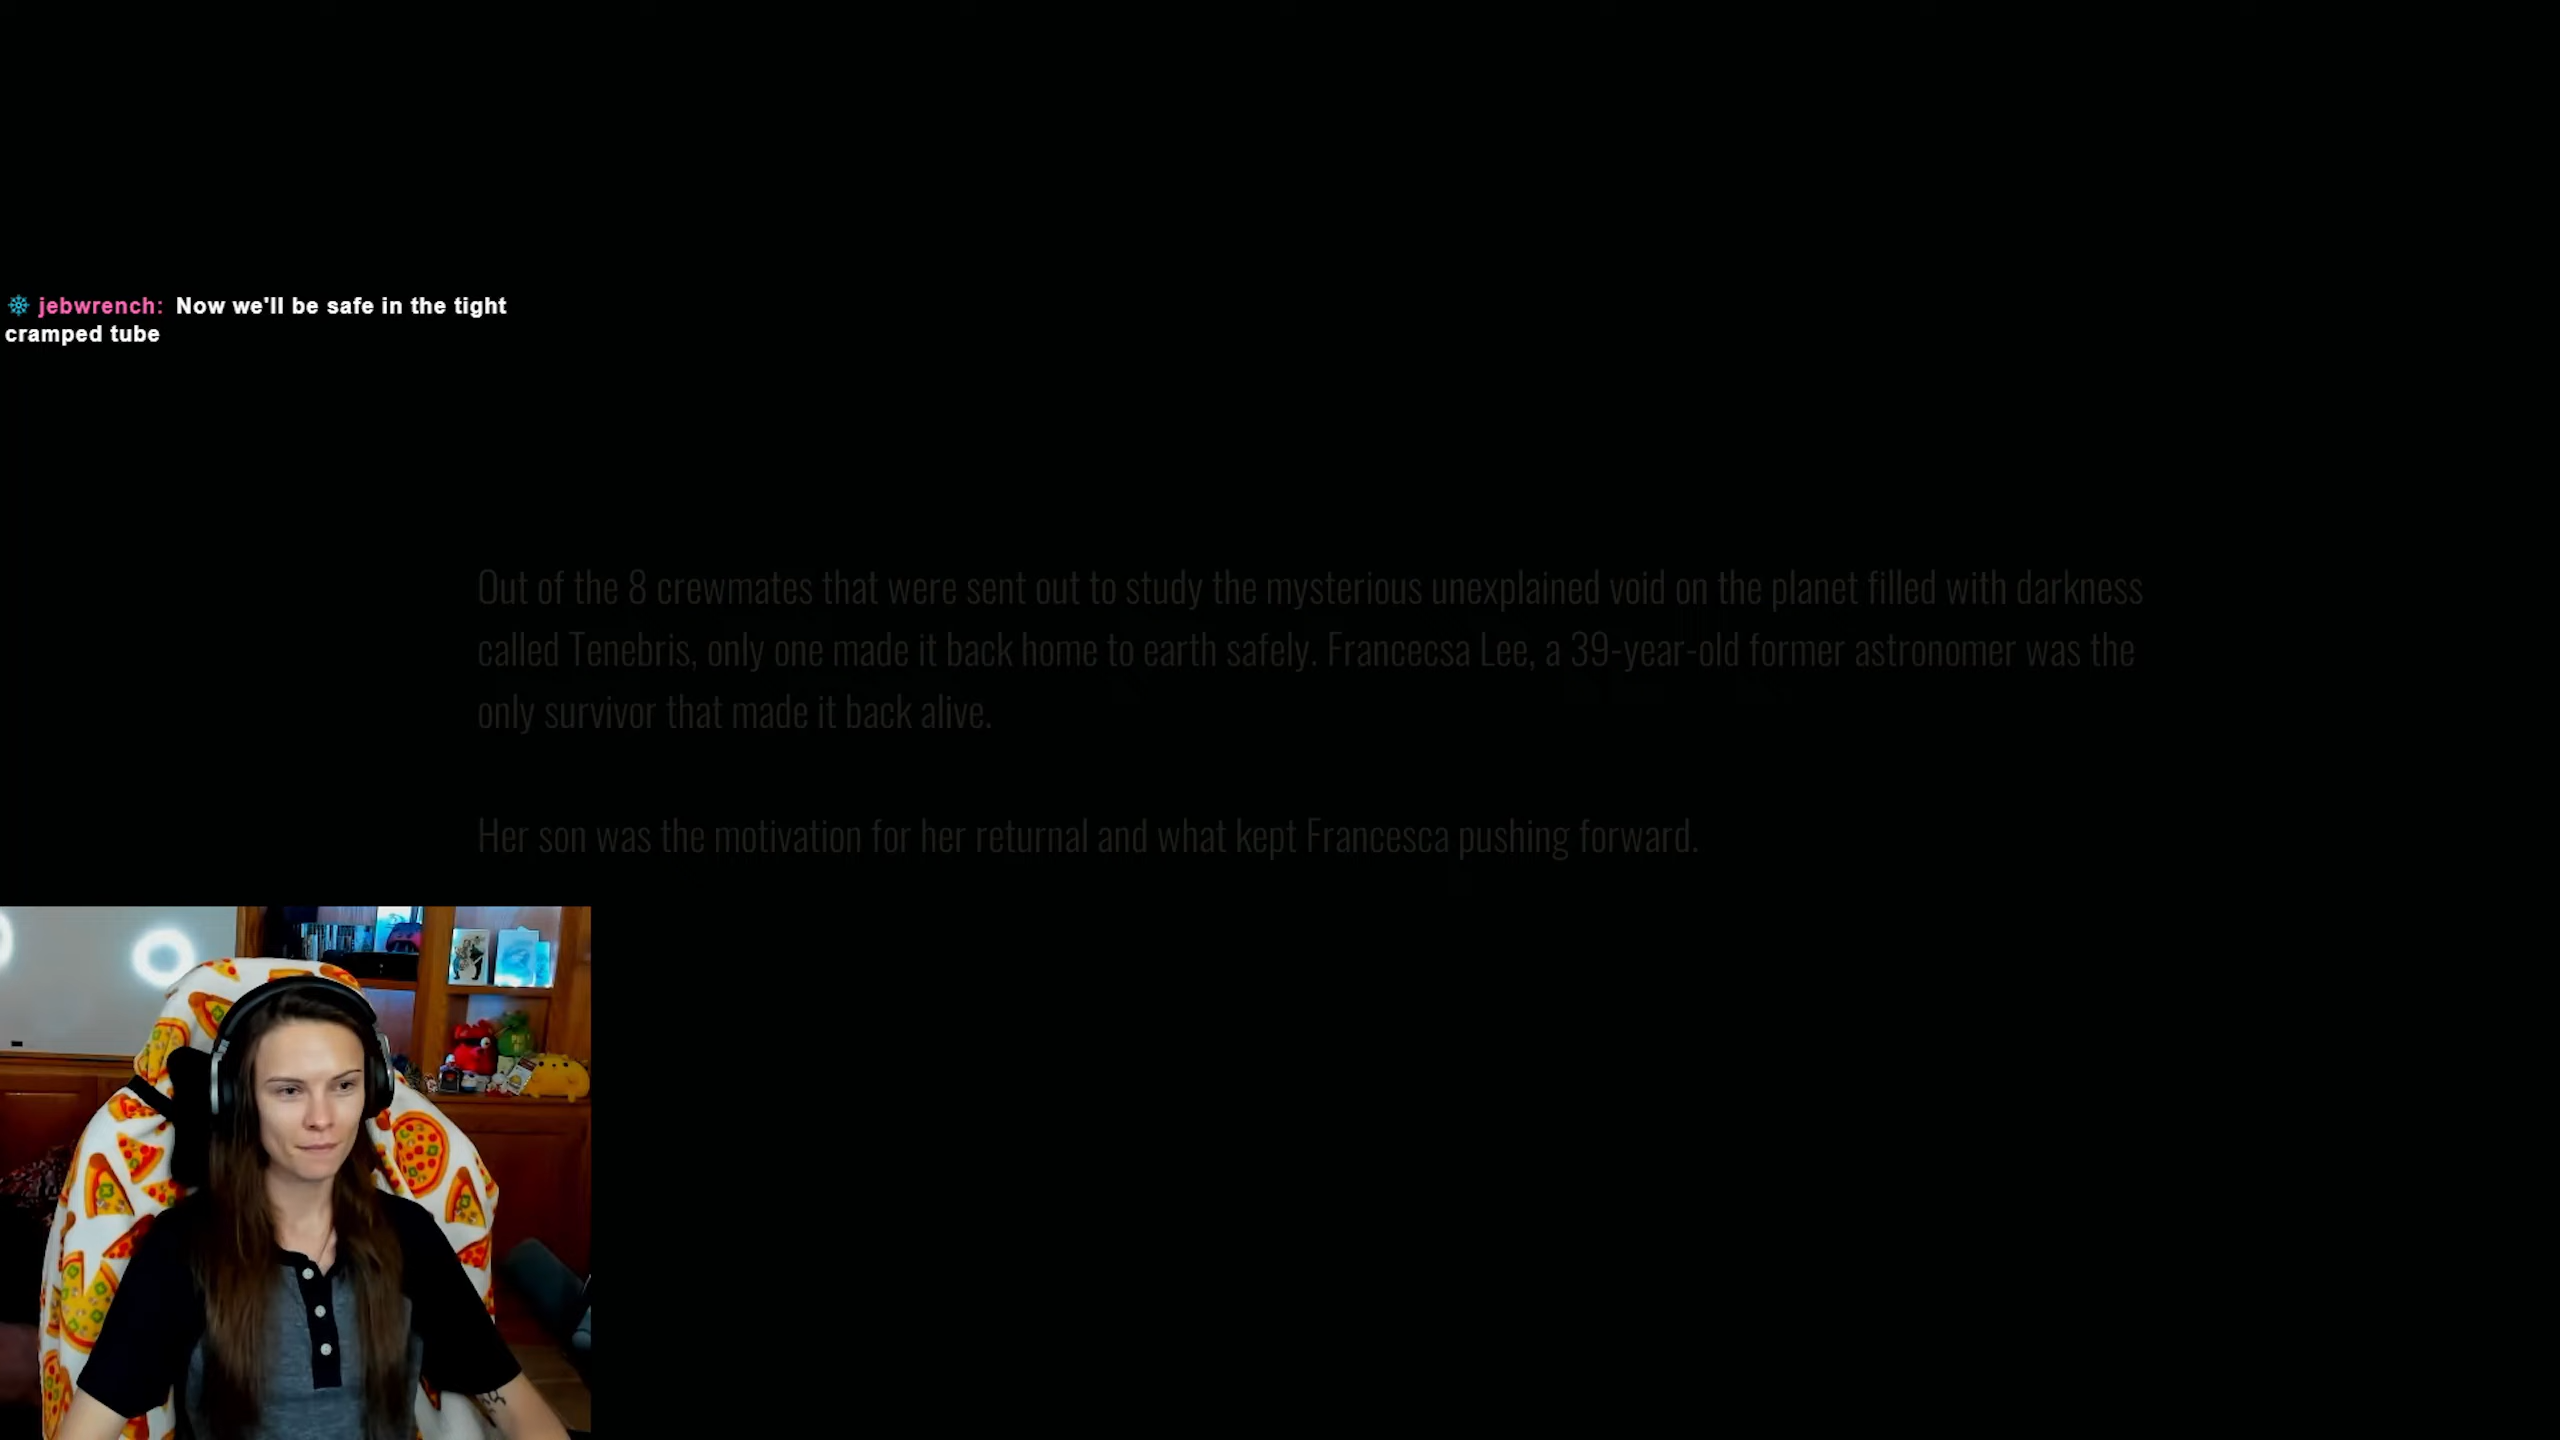 jebwrench: Now we'll be safe in the tight
cramped tube
Out of the 8 crewmates that were sent out to study the mysterious unexplained void on the planet filled with darkness
called Tenebris, only one made it back home to earth safely. Francecsa Lee, a 39-year-old former astronomer was the
only survivor that made it back alive.
Her son was the motivation for her returnal and what kept Francesca pushing forward.